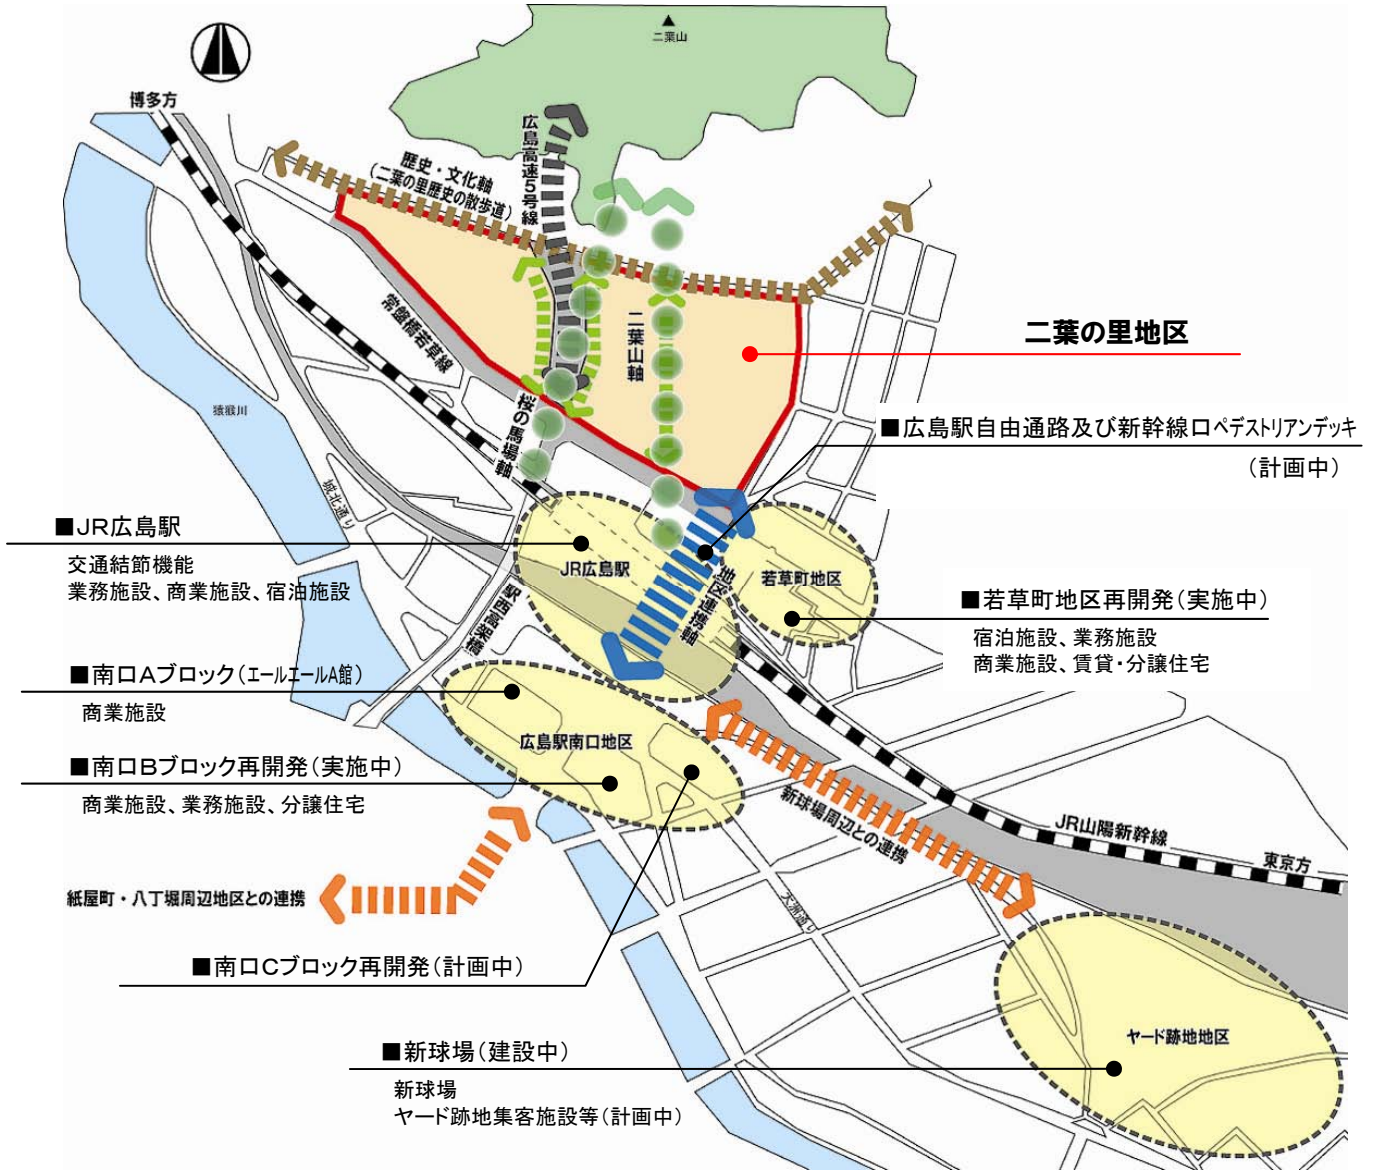 二葉山
博多方
広島高速5号線
歴史・文化軸
(二葉の里歴史の散歩道)
常盤橋若草線
二葉山軸
二葉の里地区
猿猴川
桜の馬場軸
■広島駅自由通路及び新幹線口ペデストリアンデッキ
(計画中)
城北通り
■JR広島駅
交通結節機能
業務施設、商業施設、宿泊施設
JR広島駅
地区連携軸
若草町地区
■若草町地区再開発(実施中)
宿泊施設、業務施設
商業施設、賃貸・分譲住宅
駅西高架橋
■南口Aブロック(エールエールA館)
商業施設
広島駅南口地区
■南口Bブロック再開発(実施中)
商業施設、業務施設、分譲住宅
新球場周辺との連携
JR山陽新幹線
東京方
紙屋町・八丁堀周辺地区との連携
大洲通り
■南口Cブロック再開発(計画中)
ヤード跡地地区
■新球場(建設中)
新球場
ヤード跡地集客施設等(計画中)